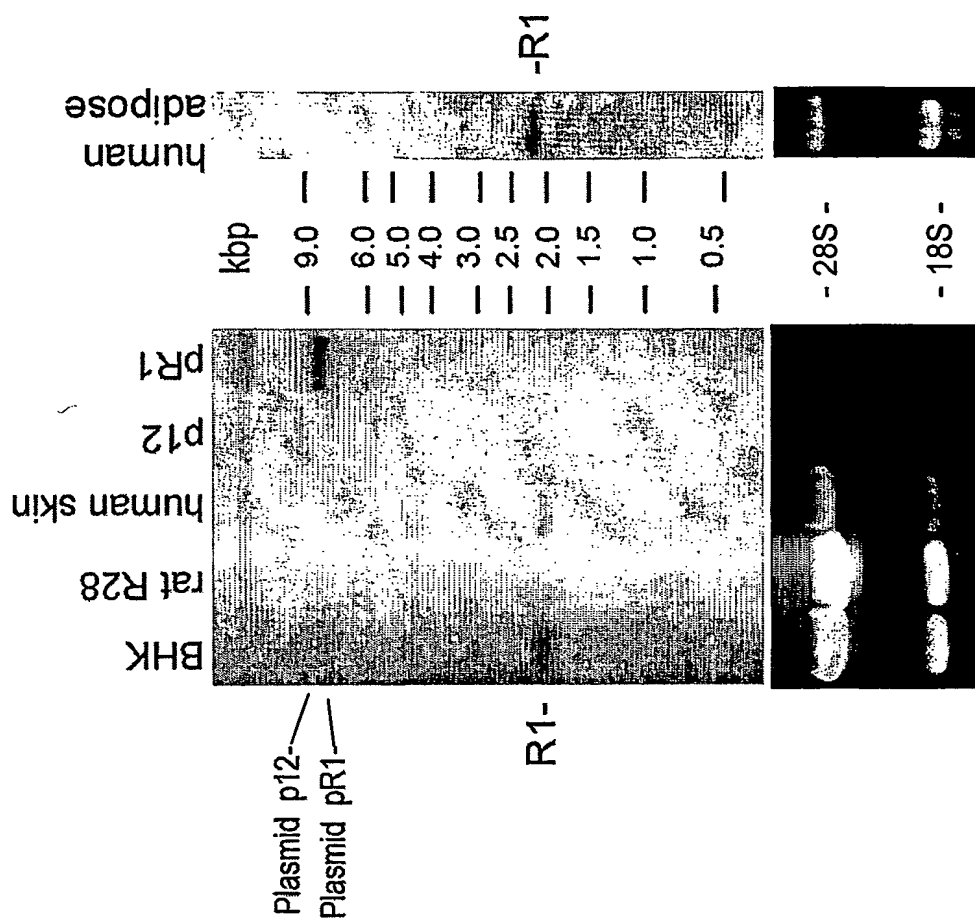 BHK
rat R28
human skin
p12
pR1
human
adipose
kbp
Plasmid p12-
Plasmid pR1-
9.0
6.0
5.0
4.0
3.0
2.5
2.0
1.5
1.0
0.5
R1-
-R1
- 28S -
- 18S -